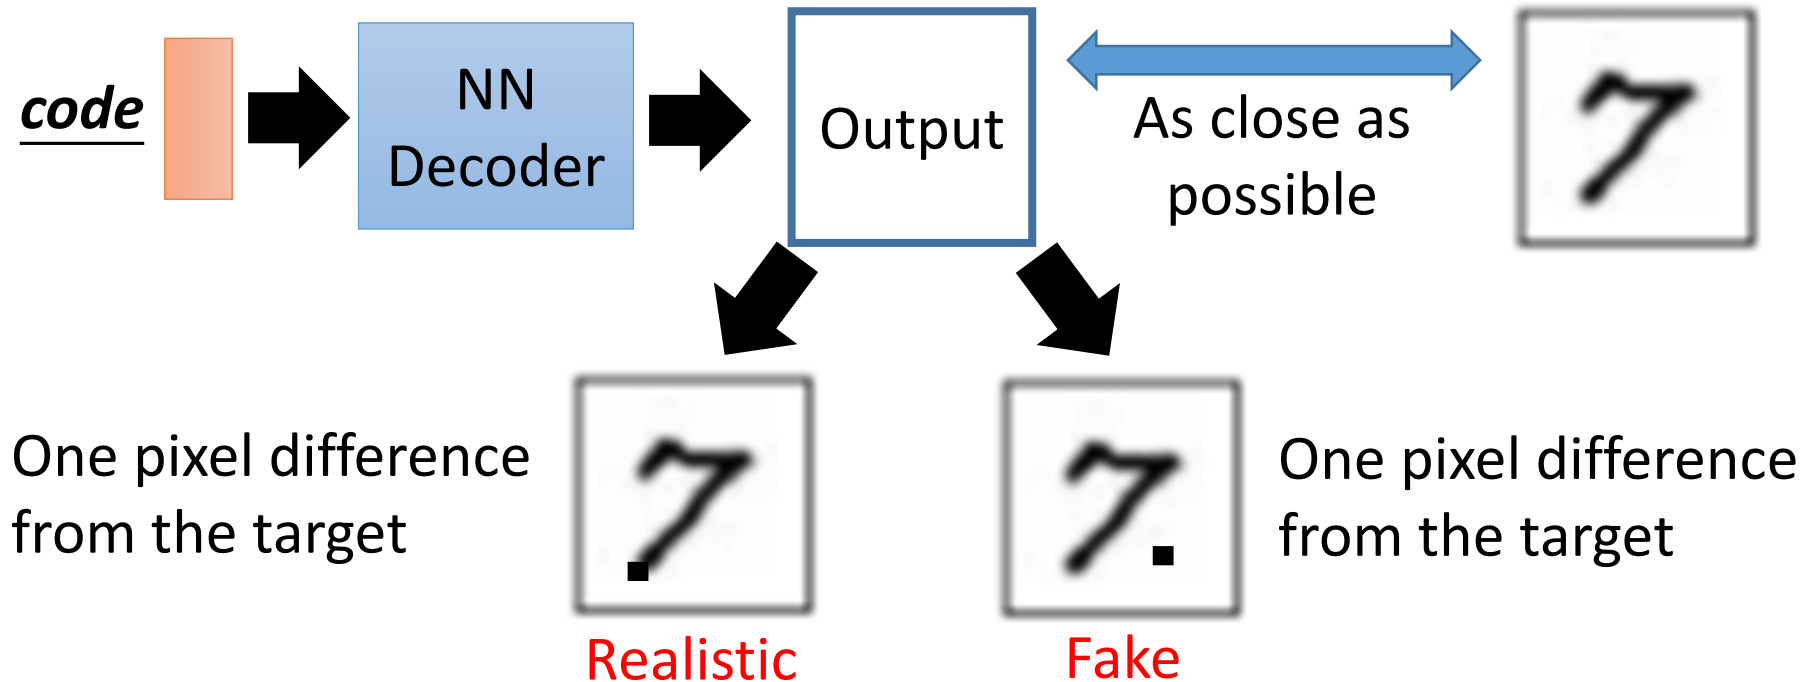 code
NN
Decoder
Output
As close as
possible
One pixel difference
from the target
One pixel difference
from the target
Realistic
Fake